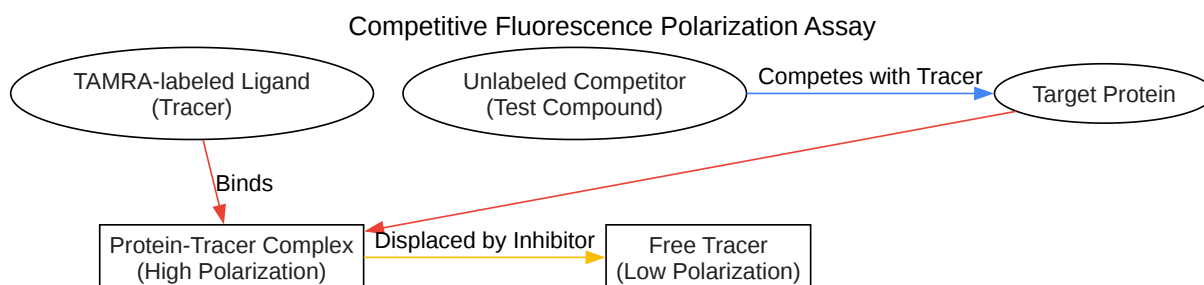 Competitive Fluorescence Polarization Assay
TAMRA-labeled Ligand
(Tracer)
Unlabeled Competitor
(Test Compound)
Competes with Tracer
Target Protein
Binds
Protein-Tracer Complex
(High Polarization)
Displaced by Inhibitor
Free Tracer
(Low Polarization)